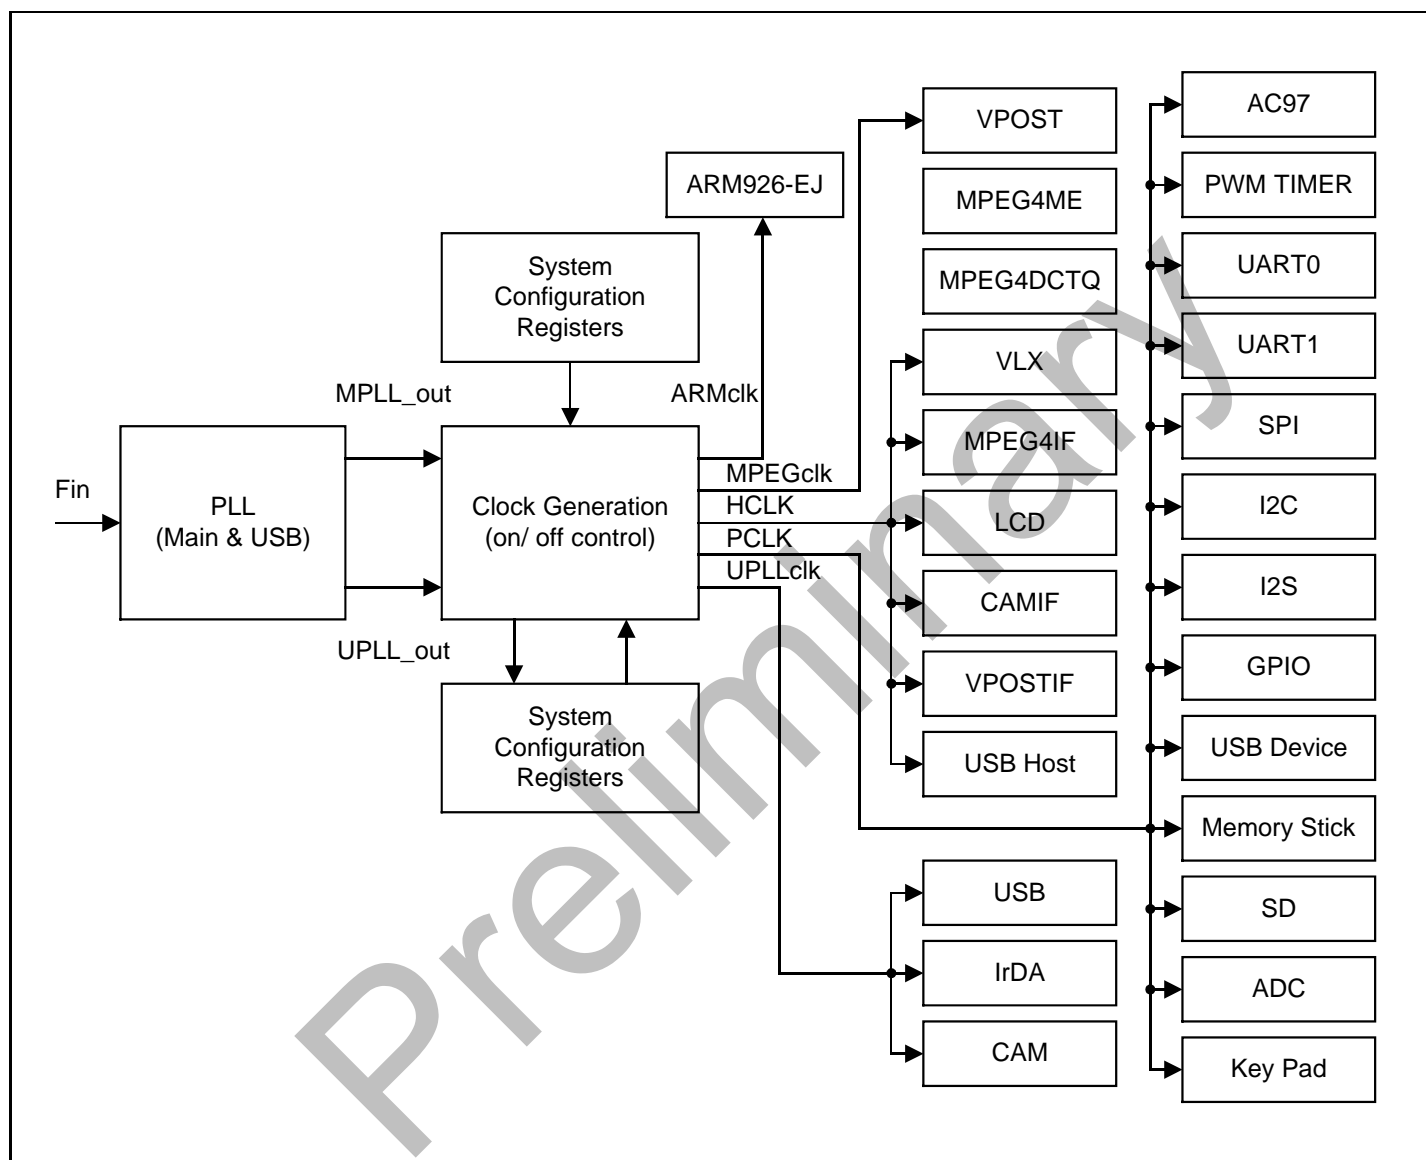 Fin
PLL
(Main & USB)
MPLL_out
UPLL_out
System
Configuration
Registers
Clock Generation
(on/ off control)
System
Configuration
Registers
ARM926-EJ
ARMclk
MPEGclk
HCLK
PCLK
UPLLclk
VPOST
MPEG4ME
MPEG4DCTQ
VLX
MPEG4IF
LCD
CAMIF
VPOSTIF
USB Host
USB
IrDA
CAM
AC97
PWM TIMER
UART0
UART1
SPI
I2C
I2S
GPIO
USB Device
Memory Stick
SD
ADC
Key Pad
Preliminary